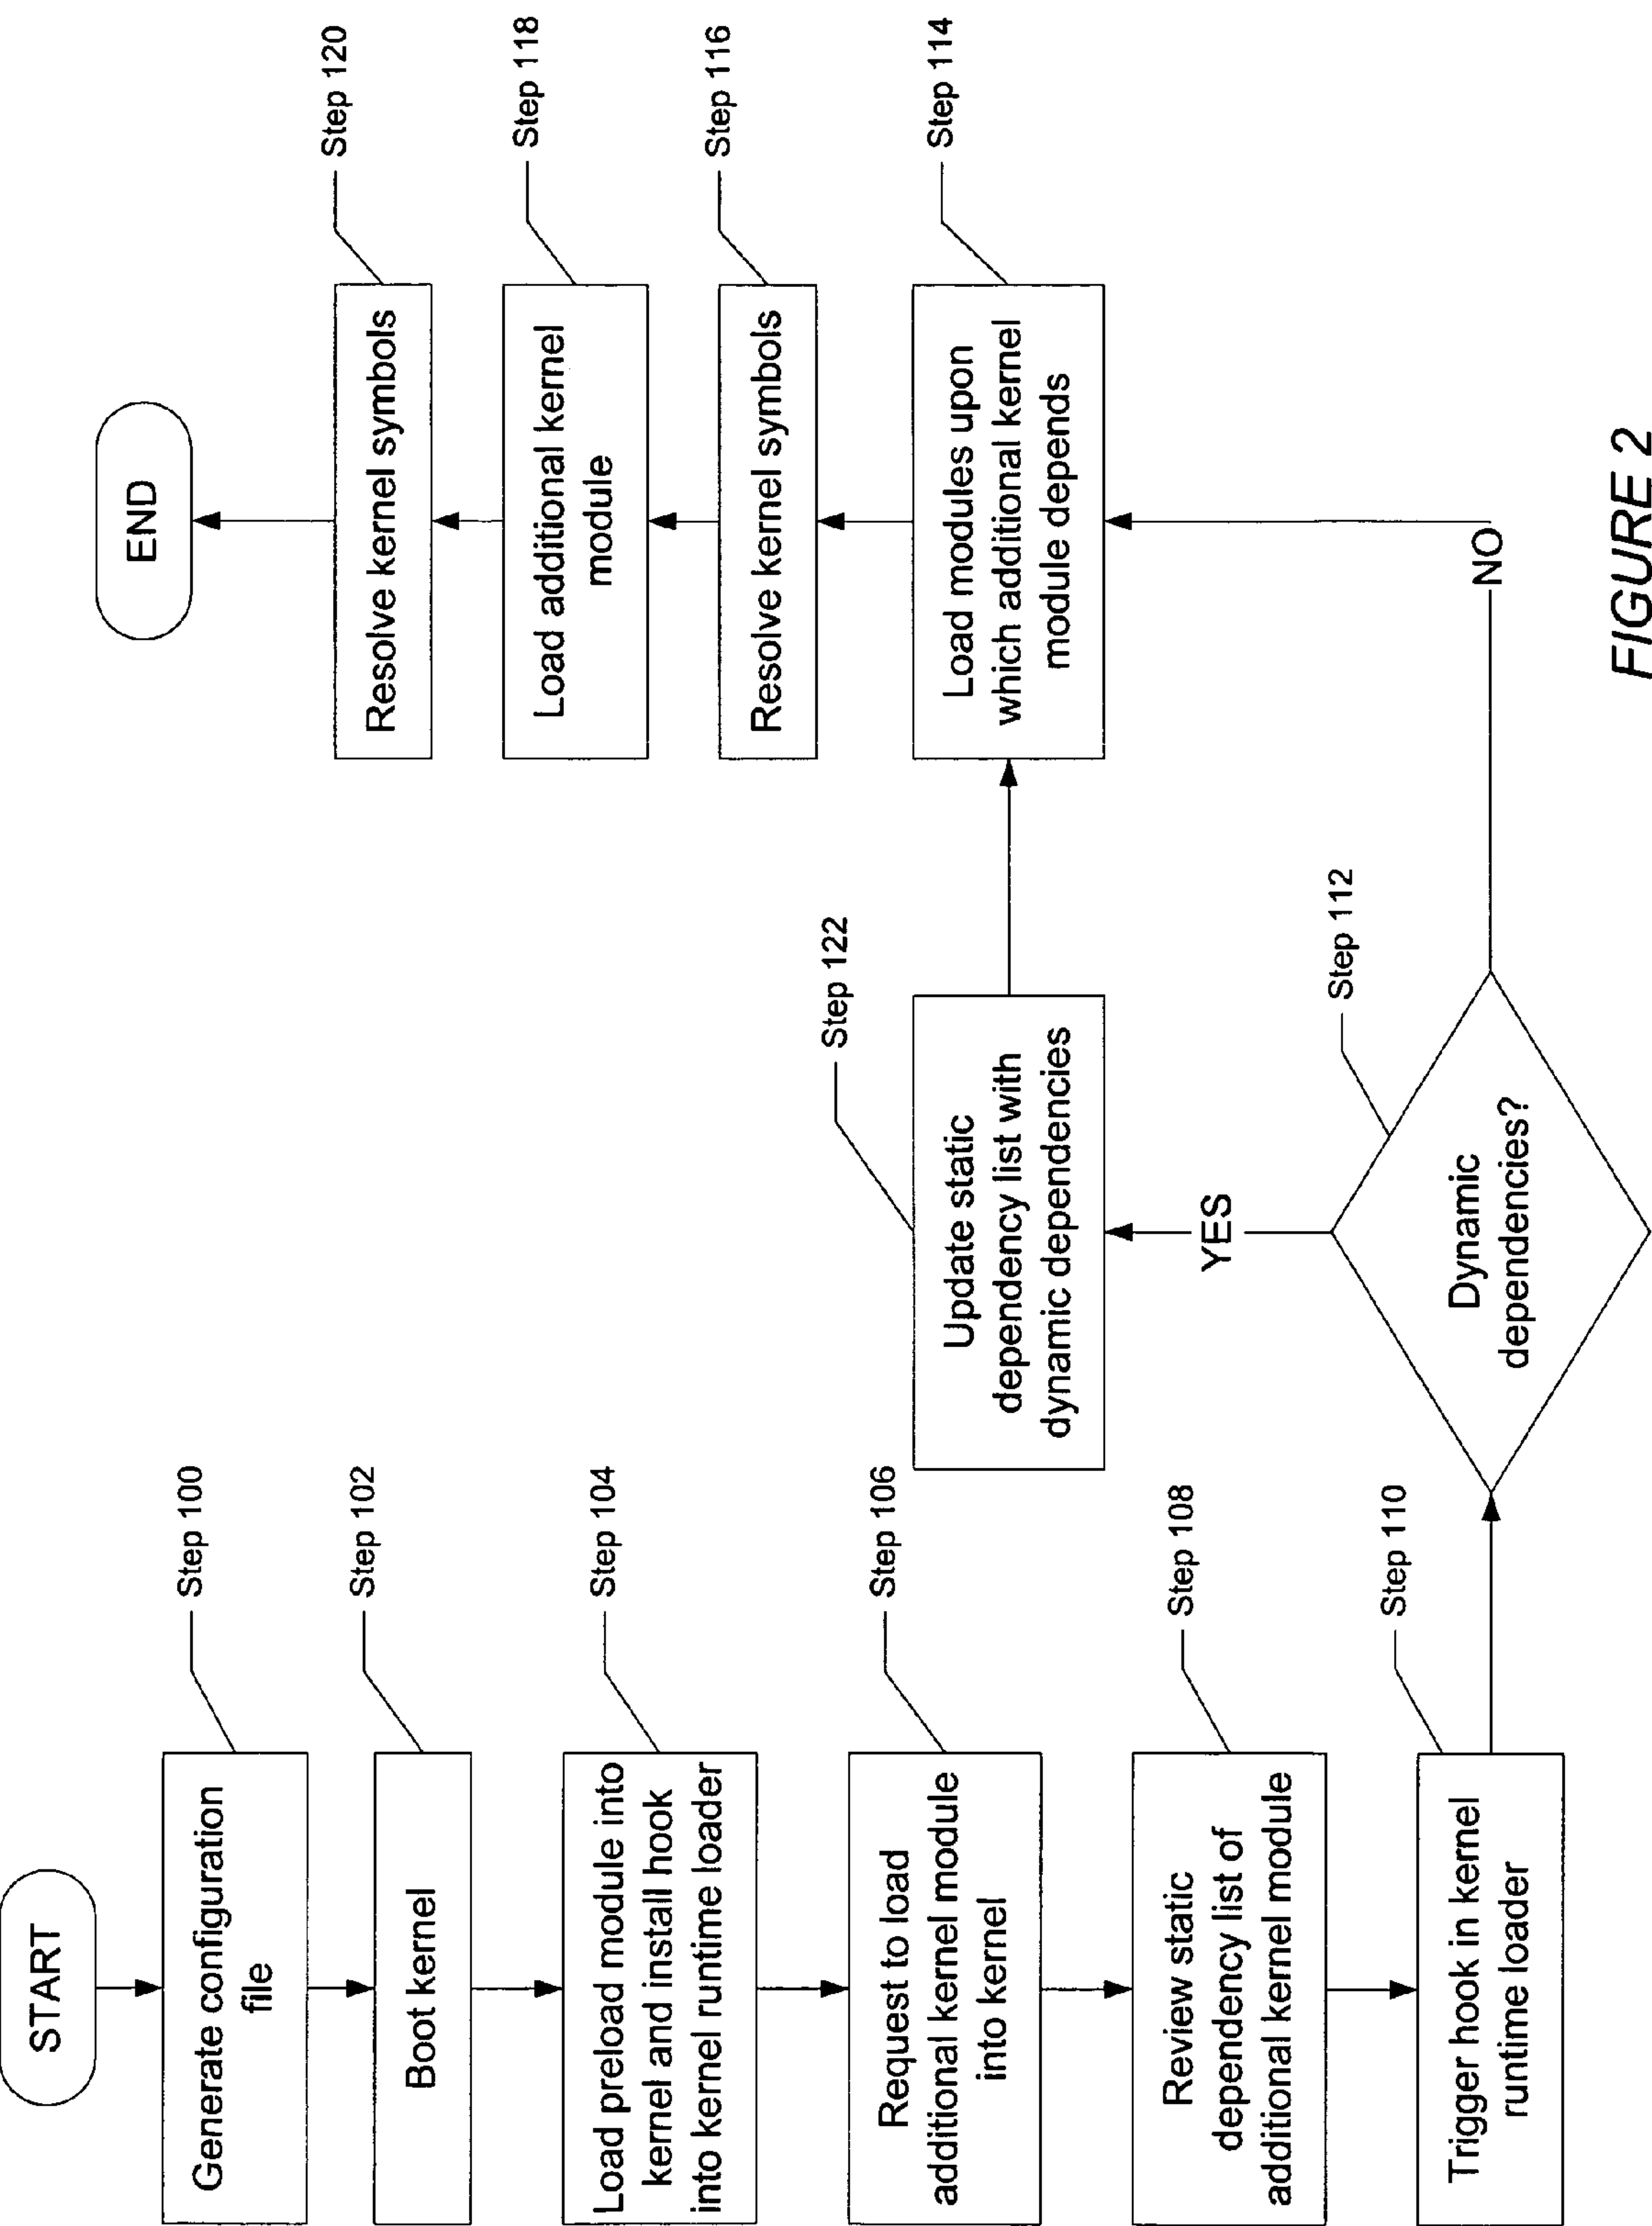 START
Generate configuration
file
Step 100
Boot kernel
Step 102
Load preload module into
kernel and install hook
into kernel runtime loader
Step 104
Request to load
additional kernel module
into kernel
Step 106
Review static
dependency list of
additional kernel module
Step 108
Trigger hook in kernel
runtime loader
Step 110
Dynamic
dependencies?
Step 112
YES
Update static
dependency list with
dynamic dependencies
Step 122
NO
Load modules upon
which additional kernel
module depends
Step 114
Resolve kernel symbols
Step 116
Load additional kernel
module
Step 118
Resolve kernel symbols
Step 120
END
FIGURE 2